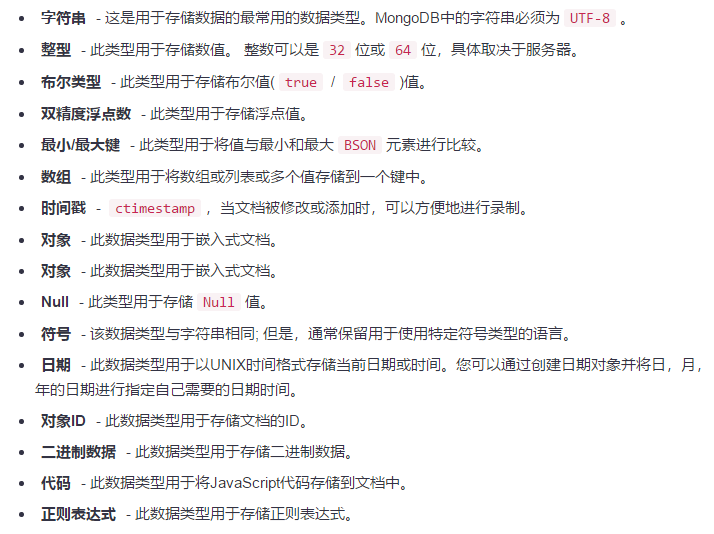 • 字符串 - 这是用于存储数据的最常用的数据类型。MongoDB中的字符串必须为 UTF-8 。
• 整型 - 此类型用于存储数值。 整数可以是 32 位或 64 位，具体取决于服务器。
• 布尔类型 - 此类型用于存储布尔值( true / false )值。
• 双精度浮点数 - 此类型用于存储浮点值。
• 最小/最大键 - 此类型用于将值与最小和最大 BSON 元素进行比较。
• 数组 - 此类型用于将数组或列表或多个值存储到一个键中。
• 时间戳 - ctimestamp ，当文档被修改或添加时，可以方便地进行录制。
• 对象 - 此数据类型用于嵌入式文档。
• 对象 - 此数据类型用于嵌入式文档。
• Null - 此类型用于存储 Null 值。
• 符号 - 该数据类型与字符串相同; 但是，通常保留用于使用特定符号类型的语言。
• 日期 - 此数据类型用于以UNIX时间格式存储当前日期或时间。您可以通过创建日期对象并将日，月，
年的日期进行指定自己需要的日期时间。
• 对象ID - 此数据类型用于存储文档的ID。
• 二进制数据 - 此数据类型用于存储二进制数据。
• 代码 - 此数据类型用于将JavaScript代码存储到文档中。
• 正则表达式 - 此数据类型用于存储正则表达式。